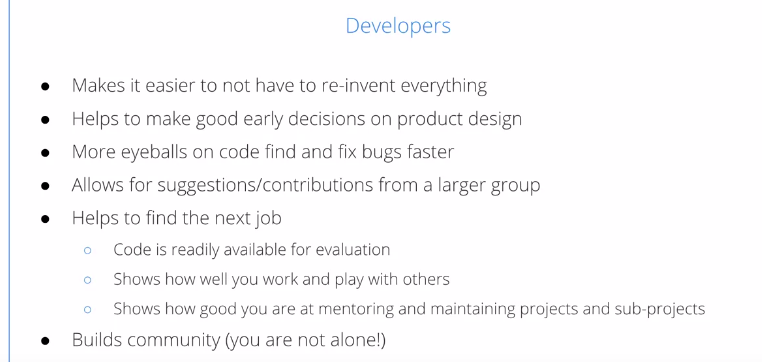 Developers
● Makes it easier to not have to re-invent everything
● Helps to make good early decisions on product design
● More eyeballs on code find and fix bugs faster
● Allows for suggestions/contributions from a larger group
● Helps to find the next job
○ Code is readily available for evaluation
○ Shows how well you work and play with others
○ Shows how good you are at mentoring and maintaining projects and sub-projects
● Builds community (you are not alone!)